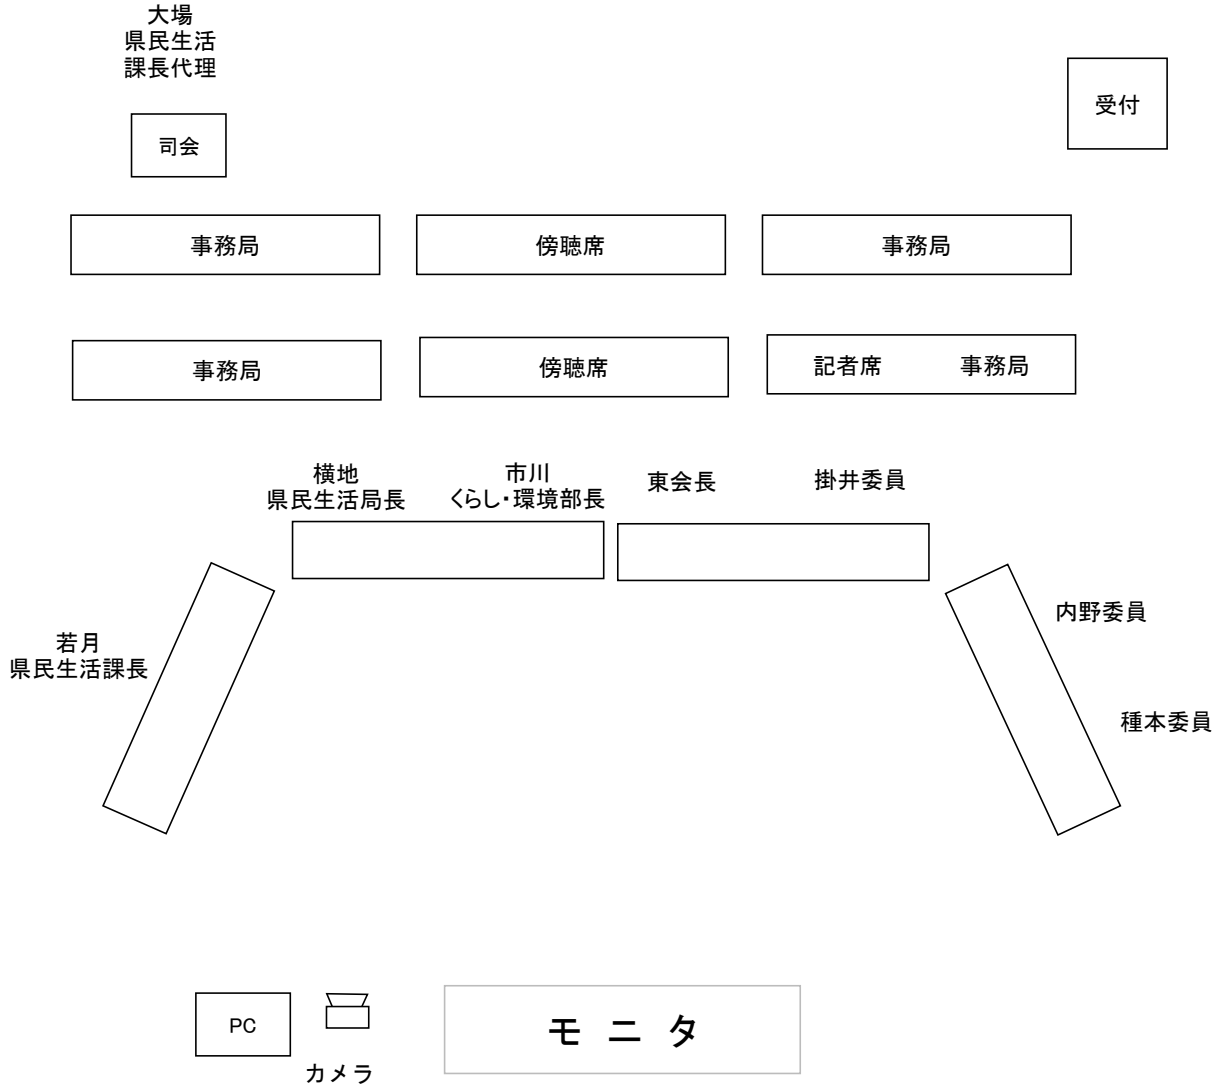 大場
県民生活
課長代理
受付
司会
事務局
傍聴席
事務局
事務局
傍聴席
記者席 事務局
横地
県民生活局長
市川
くらし・環境部長
東会長
掛井委員
内野委員
若月
県民生活課長
種本委員
PC
カメラ
モニタ